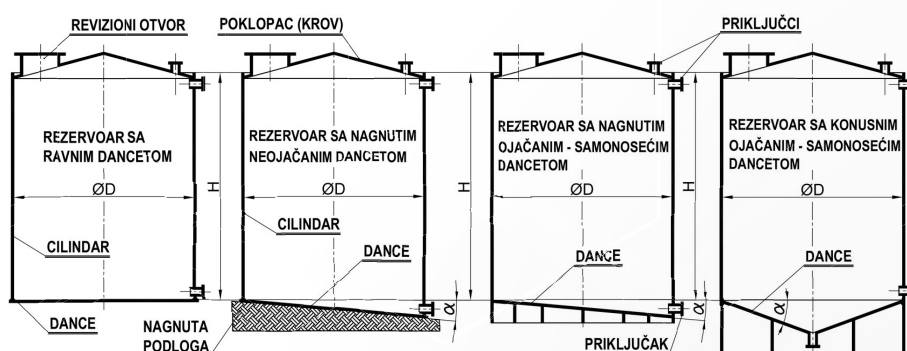 REVIZIONI OTVOR
POKLOPAC (KROV)
PRIKLJUČCI
REZERVOAR SA
RAVNIM DANCETOM
REZERVOAR SA NAGNUTIM
NEOJAČANIM DANCETOM
REZERVOAR SA NAGNUTIM
OJAČANIM - SAMONOSEĆIM
DANCETOM
REZERVOAR SA KONUSNIM
OJAČANIM - SAMONOSEĆIM
DANCETOM
ØD
H
ØD
H
ØD
H
ØD
CILINDAR
CILINDAR
DANCE
DANCE
DANCE
DANCE
α
α
α
NAGNUTA
PODLOGA
PRIKLJUČAK